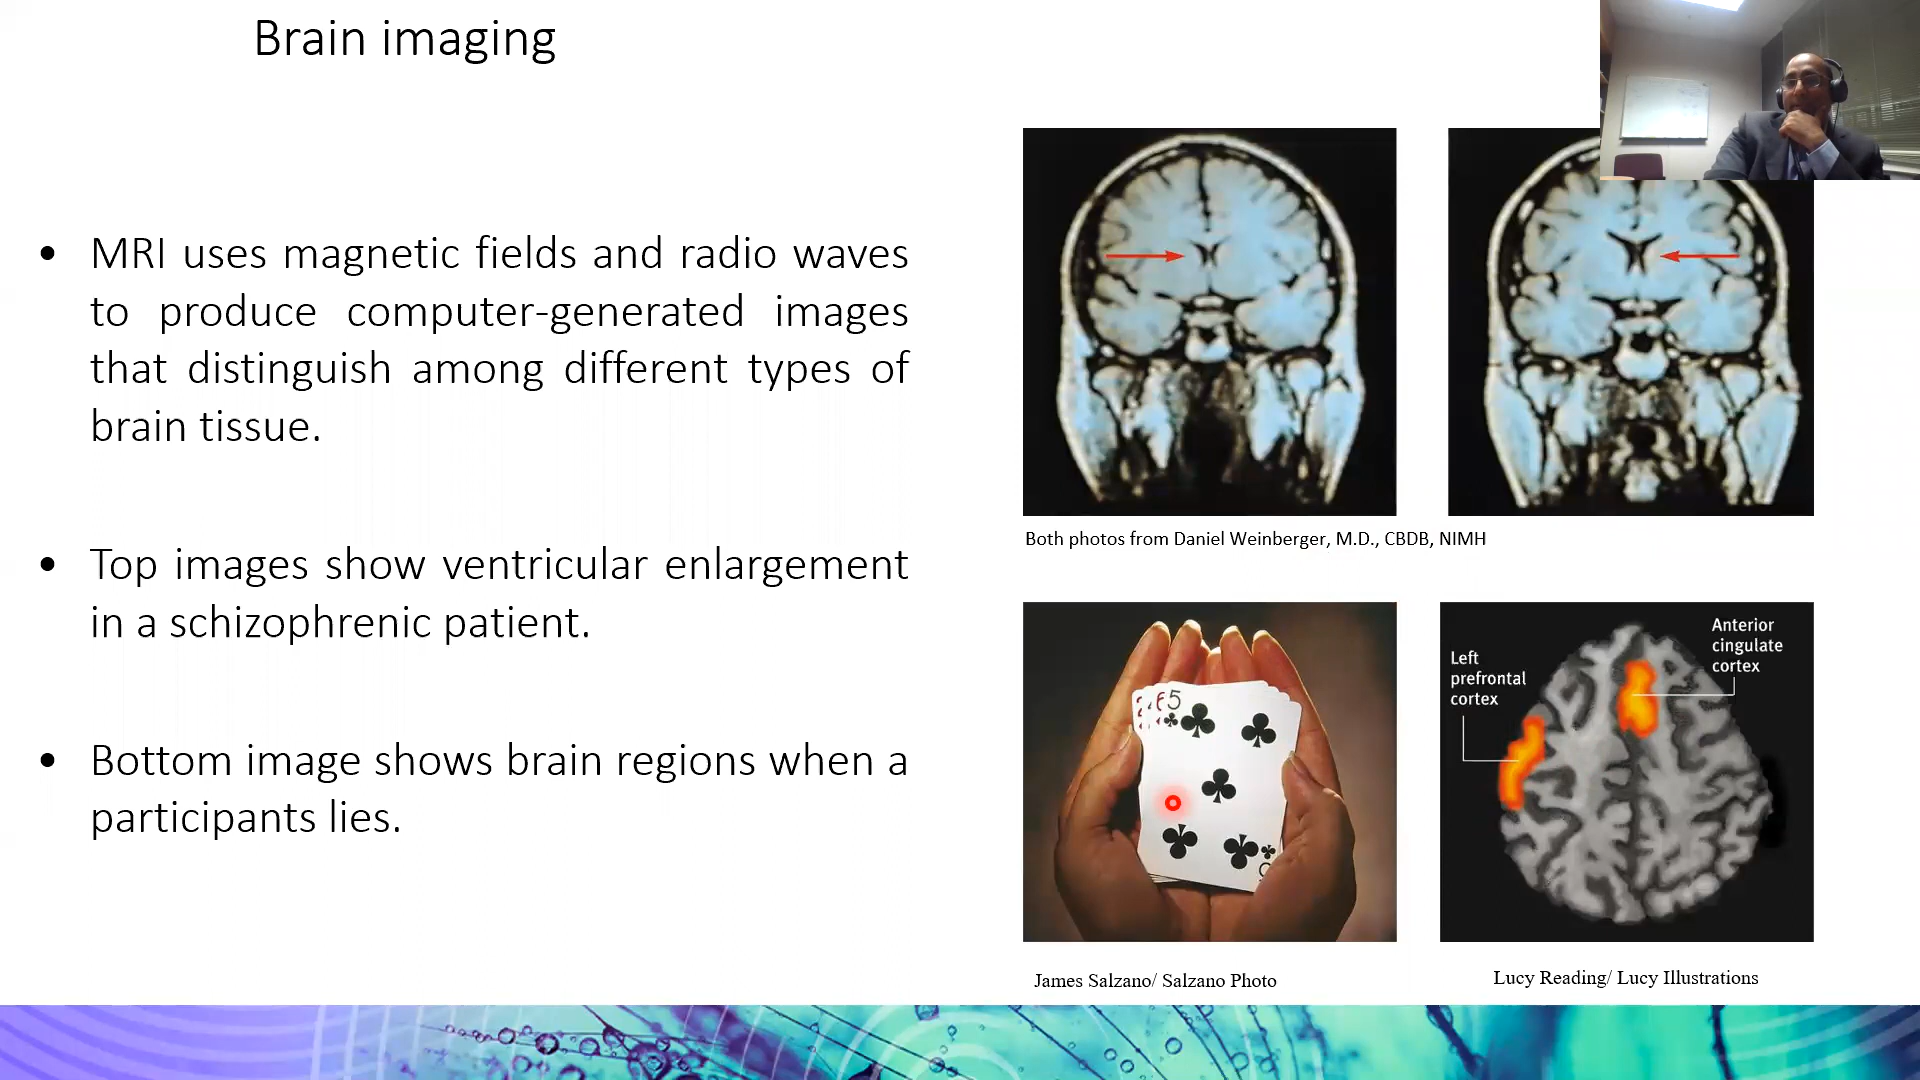 Brain imaging
• MRI uses magnetic fields and radio waves
to produce computer-generated images
that distinguish among different types of
brain tissue.
• Top images show ventricular enlargement
in a schizophrenic patient.
• Bottom image shows brain regions when a
participants lies.
Both photos from Daniel Weinberger, M.D., CBDB, NIMH
5
Left
prefrontal
cortex
Anterior
cingulate
cortex
James Salzano/ Salzano Photo
Lucy Reading/ Lucy Illustrations